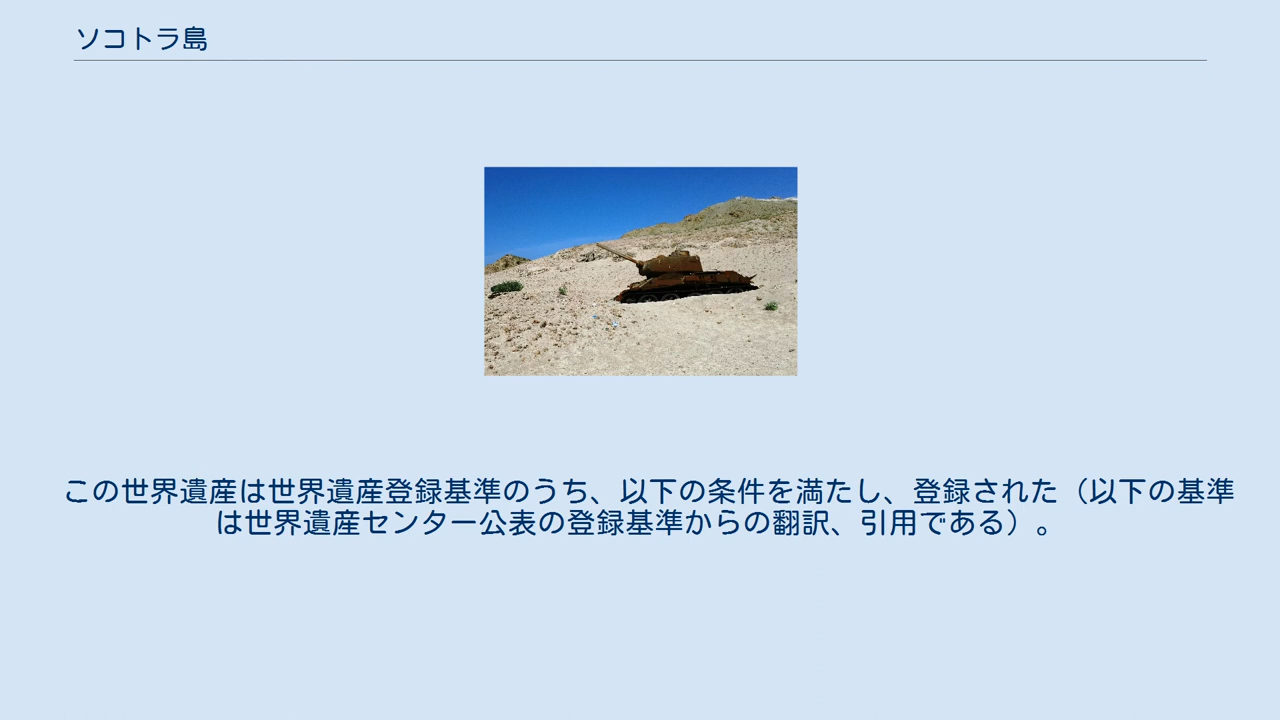 ソコトラ島
この世界遺産は世界遺産登録基準のうち、以下の条件を満たし、登録された（以下の基準
は世界遺産センター公表の登録基準からの翻訳、引用である）。